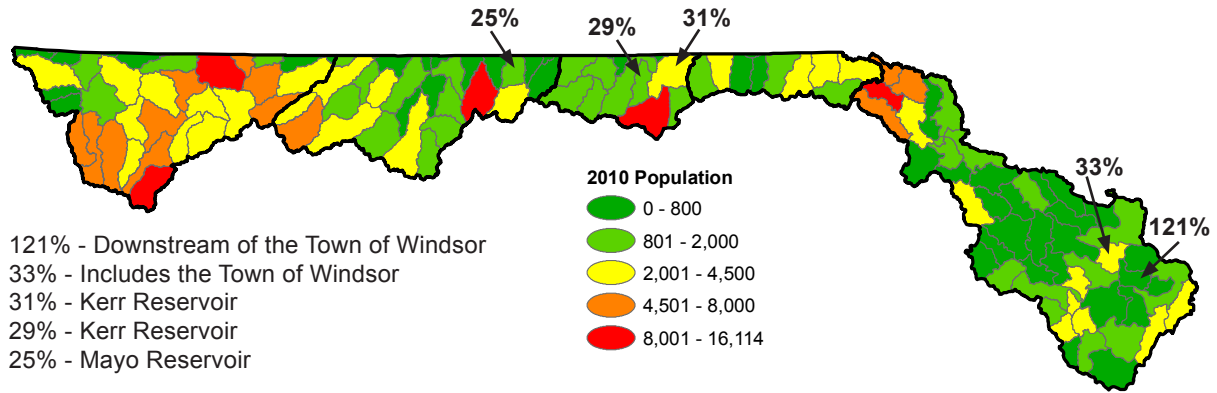 25%
29%
31%
33%
121%
2010 Population
0 - 800
801 - 2,000
2,001 - 4,500
4,501 - 8,000
8,001 - 16,114
121% - Downstream of the Town of Windsor
33% - Includes the Town of Windsor
31% - Kerr Reservoir
29% - Kerr Reservoir
25% - Mayo Reservoir